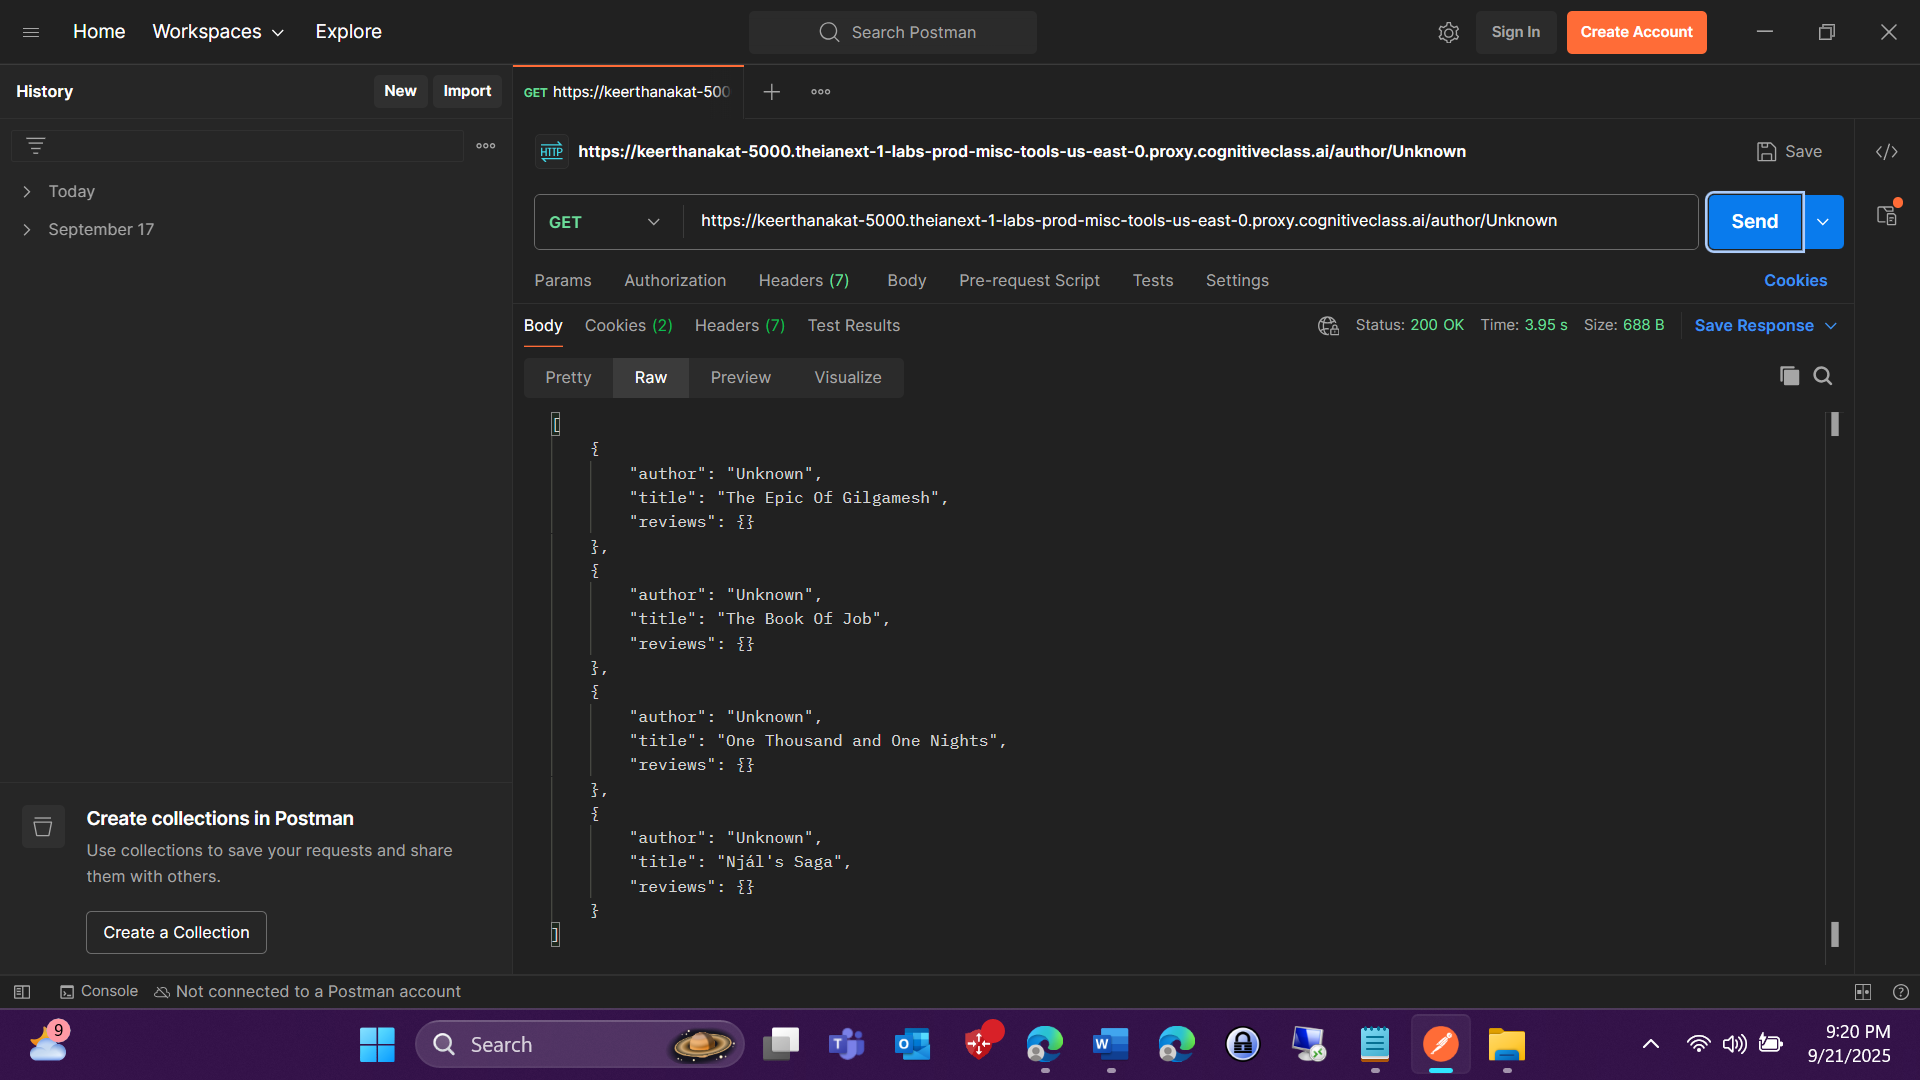 Home Workspaces Explore Search Postman Sign In Create Account
History New Import GET https://keerthanakat-500
HTTP https://keerthanakat-5000.theianext-1-labs-prod-misc-tools-us-east-0.proxy.cognitiveclass.ai/author/Unknown Save
Today
September 17
GET https://keerthanakat-5000.theianext-1-labs-prod-misc-tools-us-east-0.proxy.cognitiveclass.ai/author/Unknown Send
Params Authorization Headers (7) Body Pre-request Script Tests Settings Cookies
Body Cookies (2) Headers (7) Test Results Status: 200 OK Time: 3.95 s Size: 688 B Save Response
Pretty Raw Preview Visualize
[
{
"author": "Unknown",
"title": "The Epic Of Gilgamesh",
"reviews": {}
},
{
"author": "Unknown",
"title": "The Book Of Job",
"reviews": {}
},
{
"author": "Unknown",
"title": "One Thousand and One Nights",
"reviews": {}
},
{
"author": "Unknown",
"title": "Njál's Saga",
"reviews": {}
}
]
Create collections in Postman
Use collections to save your requests and share
them with others.
Create a Collection
Console Not connected to a Postman account
9 Search 9:20 PM
9/21/2025